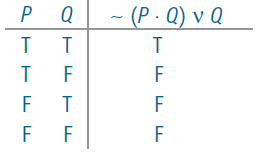 P Q ~ (P · Q) v Q
T T T
T F F
F T F
F F F